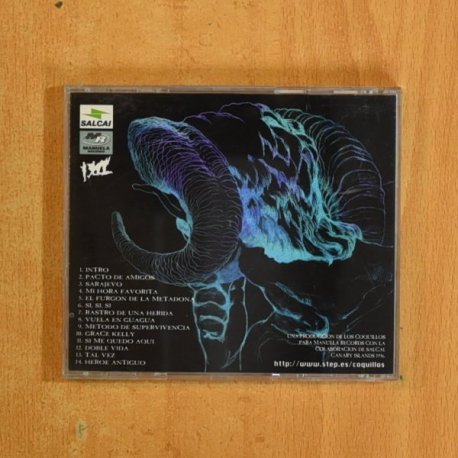 SALCAI
MR
MANUELA
RECORDS
1. INTRO
2. PACTO DE AMIGOS
3. SARAJEVO
4. MI HORA FAVORITA
5. EL FURGON DE LA METADONA
6. SI, SI, SI
7. RASTRO DE UNA HERIDA
8. VUELA EN GUAGUA
9. METODO DE SUPERVIVENCIA
10. GRACE KELLY
11. SI ME QUEDO AQUI
12. DOBLE VIDA
13. TAL VEZ
14. HEROE ANTIGUO
UNA PRODUCCION DE LOS COQUILLOS
PARA MANUELA RECORDS CON LA
COLABORACION DE SALCAI.
CANARY ISLANDS 1996.
http://www.step.es/coquillos